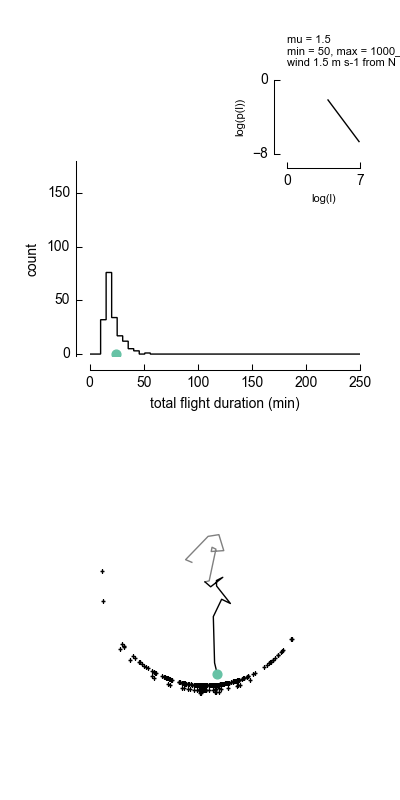 mu = 1.5
min = 50, max = 1000_
wind 1.5 m s-1 from N
0
log(p(l))
−8
0 7
log(l)
150
100
count
50
0
0 50 100 150 200 250
total flight duration (min)